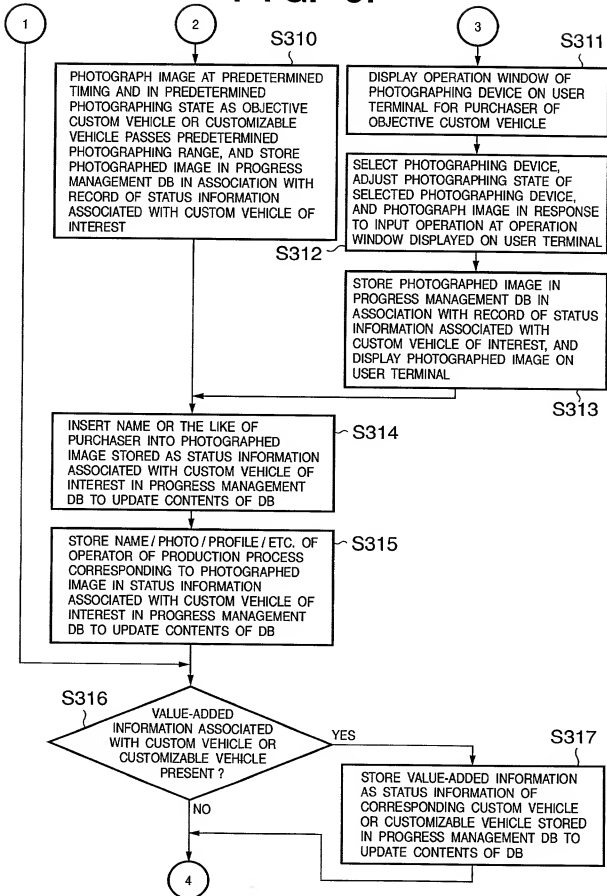 1
2
3
S310
PHOTOGRAPH IMAGE AT PREDETERMINED
TIMING AND IN PREDETERMINED
PHOTOGRAPHING STATE AS OBJECTIVE
CUSTOM VEHICLE OR CUSTOMIZABLE
VEHICLE PASSES PREDETERMINED
PHOTOGRAPHING RANGE, AND STORE
PHOTOGRAPHED IMAGE IN PROGRESS
MANAGEMENT DB IN ASSOCIATION WITH
RECORD OF STATUS INFORMATION
ASSOCIATED WITH CUSTOM VEHICLE OF
INTEREST
S311
DISPLAY OPERATION WINDOW OF
PHOTOGRAPHING DEVICE ON USER
TERMINAL FOR PURCHASER OF
OBJECTIVE CUSTOM VEHICLE
SELECT PHOTOGRAPHING DEVICE,
ADJUST PHOTOGRAPHING STATE OF
SELECTED PHOTOGRAPHING DEVICE,
AND PHOTOGRAPH IMAGE IN RESPONSE
TO INPUT OPERATION AT OPERATION
WINDOW DISPLAYED ON USER TERMINAL
S312
STORE PHOTOGRAPHED IMAGE IN
PROGRESS MANAGEMENT DB IN
ASSOCIATION WITH RECORD OF STATUS
INFORMATION ASSOCIATED WITH
CUSTOM VEHICLE OF INTEREST, AND
DISPLAY PHOTOGRAPHED IMAGE ON
USER TERMINAL
S313
INSERT NAME OR THE LIKE OF
PURCHASER INTO PHOTOGRAPHED
IMAGE STORED AS STATUS INFORMATION
ASSOCIATED WITH CUSTOM VEHICLE OF
INTEREST IN PROGRESS MANAGEMENT
DB TO UPDATE CONTENTS OF DB
S314
STORE NAME / PHOTO / PROFILE / ETC. OF
OPERATOR OF PRODUCTION PROCESS
CORRESPONDING TO PHOTOGRAPHED
IMAGE IN STATUS INFORMATION
ASSOCIATED WITH CUSTOM VEHICLE OF
INTEREST IN PROGRESS MANAGEMENT
DB TO UPDATE CONTENTS OF DB
S315
S316
VALUE-ADDED
INFORMATION ASSOCIATED
WITH CUSTOM VEHICLE OR
CUSTOMIZABLE VEHICLE
PRESENT ?
YES
NO
S317
STORE VALUE-ADDED INFORMATION
AS STATUS INFORMATION OF
CORRESPONDING CUSTOM VEHICLE
OR CUSTOMIZABLE VEHICLE STORED
IN PROGRESS MANAGEMENT DB TO
UPDATE CONTENTS OF DB
4